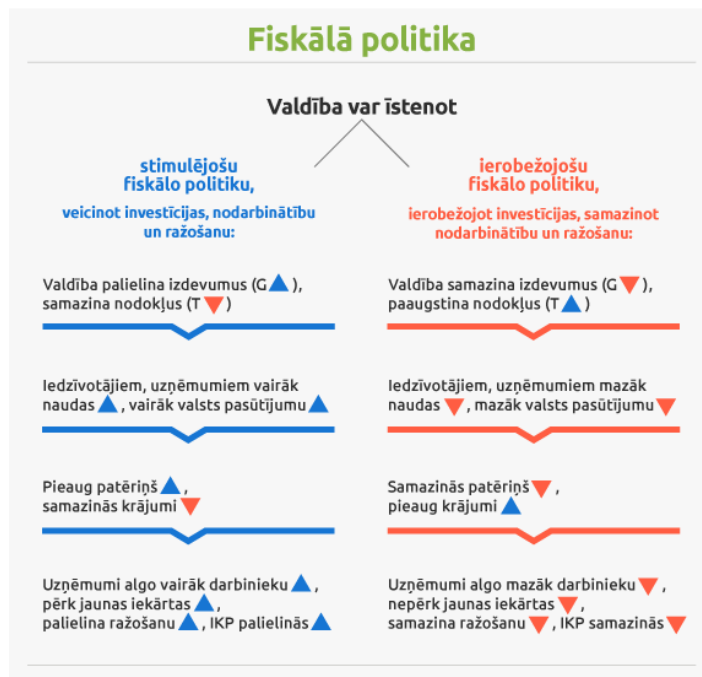 Fiskālā politika
Valdība var īstenot
stimulējošu
fiskālo politiku,
veicinot investīcijas, nodarbinātību
un ražošanu:
Valdība palielina izdevumus (G▲),
samazina nodokļus (T▼)
Iedzīvotājiem, uzņēmumiem vairāk
naudas▲, vairāk valsts pasūtījumu▲
Pieaug patēriņš▲,
samazinās krājumi▼
Uzņēmumi algo vairāk darbinieku▲,
pērk jaunas iekārtas▲,
palielina ražošanu▲, IKP palielinās▲
ierobežojošu
fiskālo politiku,
ierobežojot investīcijas, samazinot
nodarbinātību un ražošanu:
Valdība samazina izdevumus (G▼),
paaugstina nodokļus (T▲)
Iedzīvotājiem, uzņēmumiem mazāk
naudas▼, mazāk valsts pasūtījumu▼
Samazinās patēriņš▼,
pieaug krājumi▲
Uzņēmumi algo mazāk darbinieku▼,
nepērk jaunas iekārtas▼,
samazina ražošanu▼, IKP samazinās▼